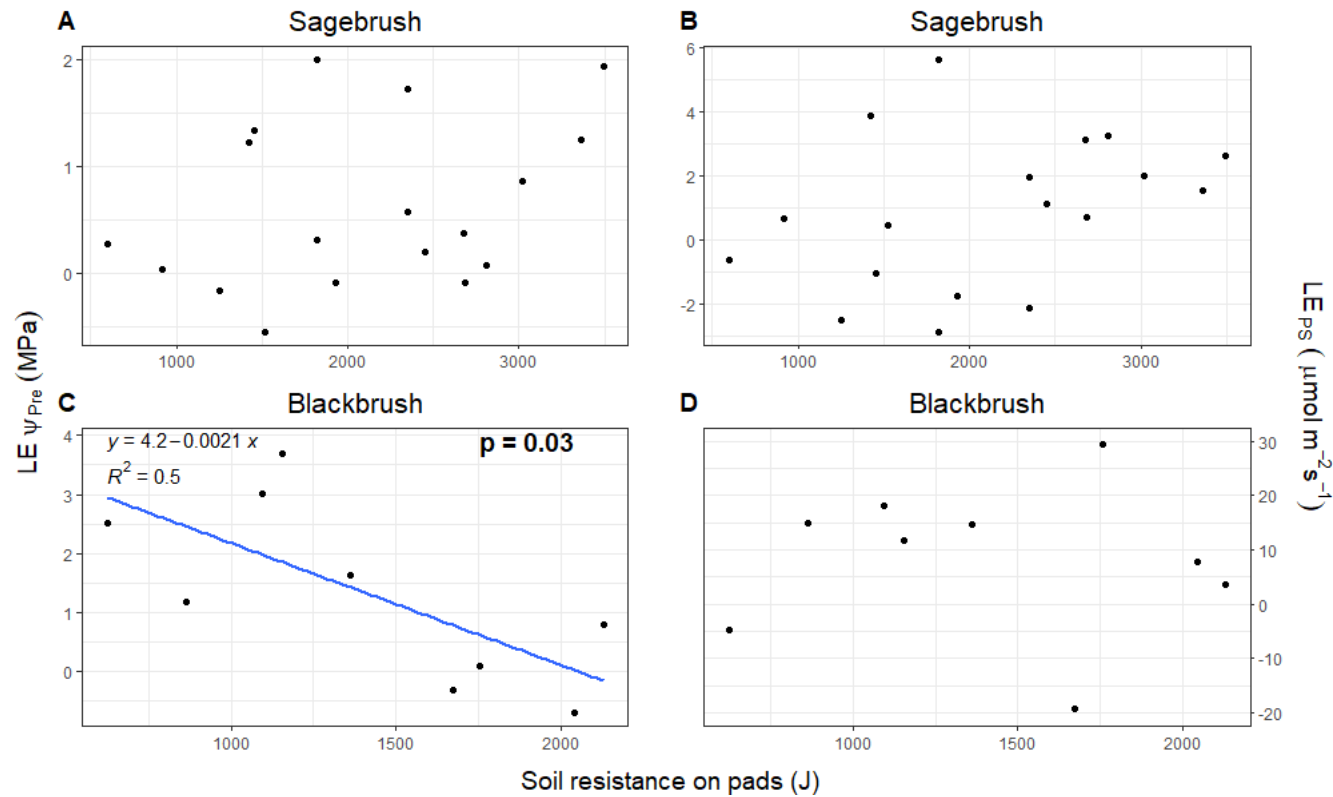 A Sagebrush
2
1
0
1000 2000 3000
B Sagebrush
6
4
2
0
-2
1000 2000 3000
LE ψPre (MPa)
LE PS ( μmol m−2 s−1)
C Blackbrush
y = 4.2−0.0021 x
R2 = 0.5
p = 0.03
4
3
2
1
0
1000 1500 2000
D Blackbrush
30
20
10
0
-10
-20
1000 1500 2000
Soil resistance on pads (J)